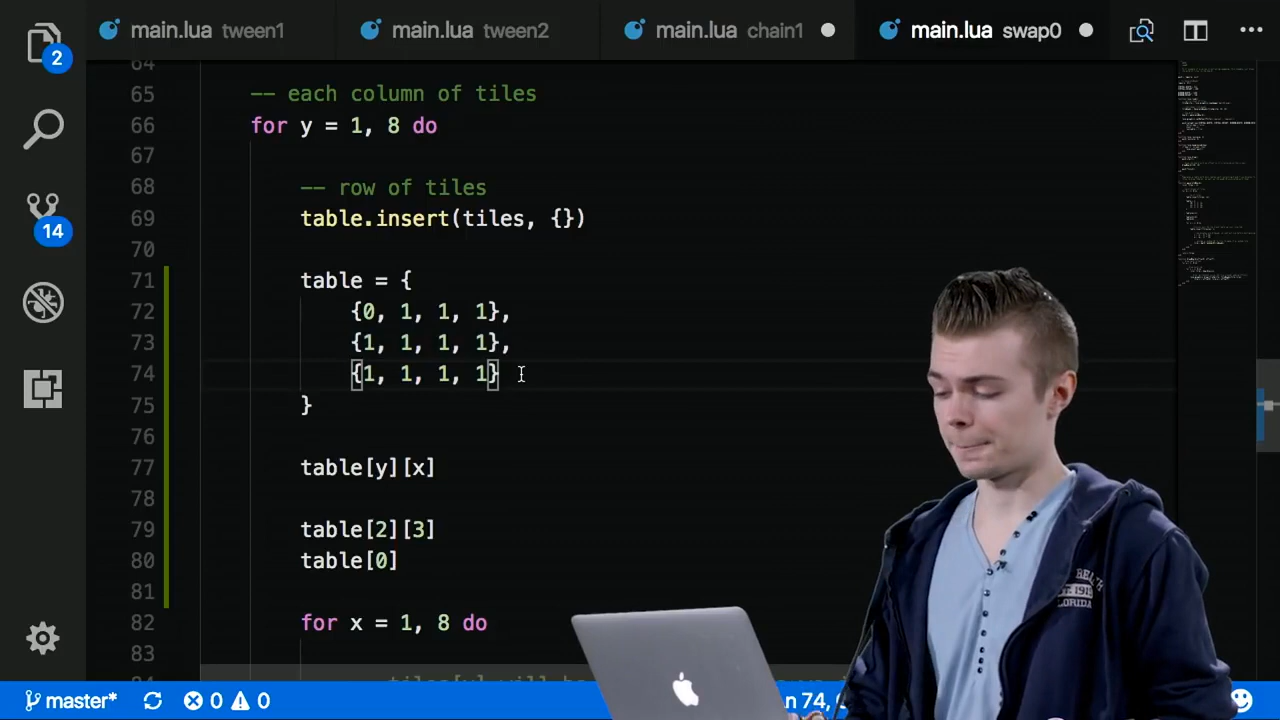 main.lua tween1
main.lua tween2
main.lua chain1
main.lua swap0
2
14
64
65 -- each column of tiles
66 for y = 1, 8 do
67
68 -- row of tiles
69 table.insert(tiles, {})
70
71 table = {
72 {0, 1, 1, 1},
73 {1, 1, 1, 1},
74 {1, 1, 1, 1}
75 }
76
77 table[y][x]
78
79 table[2][3]
80 table[0]
81
82 for x = 1, 8 do
83
EST. 1918
FLORIDA
master* 0 0